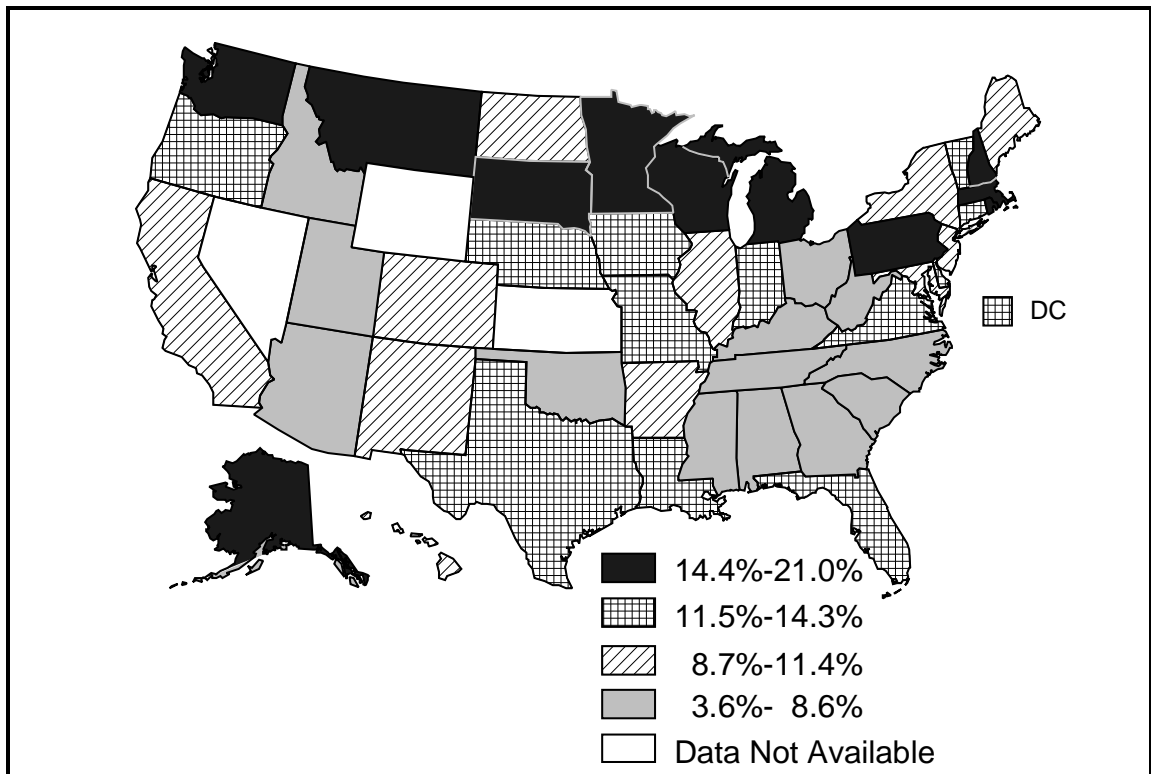 DC
14.4%-21.0%
11.5%-14.3%
8.7%-11.4%
3.6%- 8.6%
Data Not Available